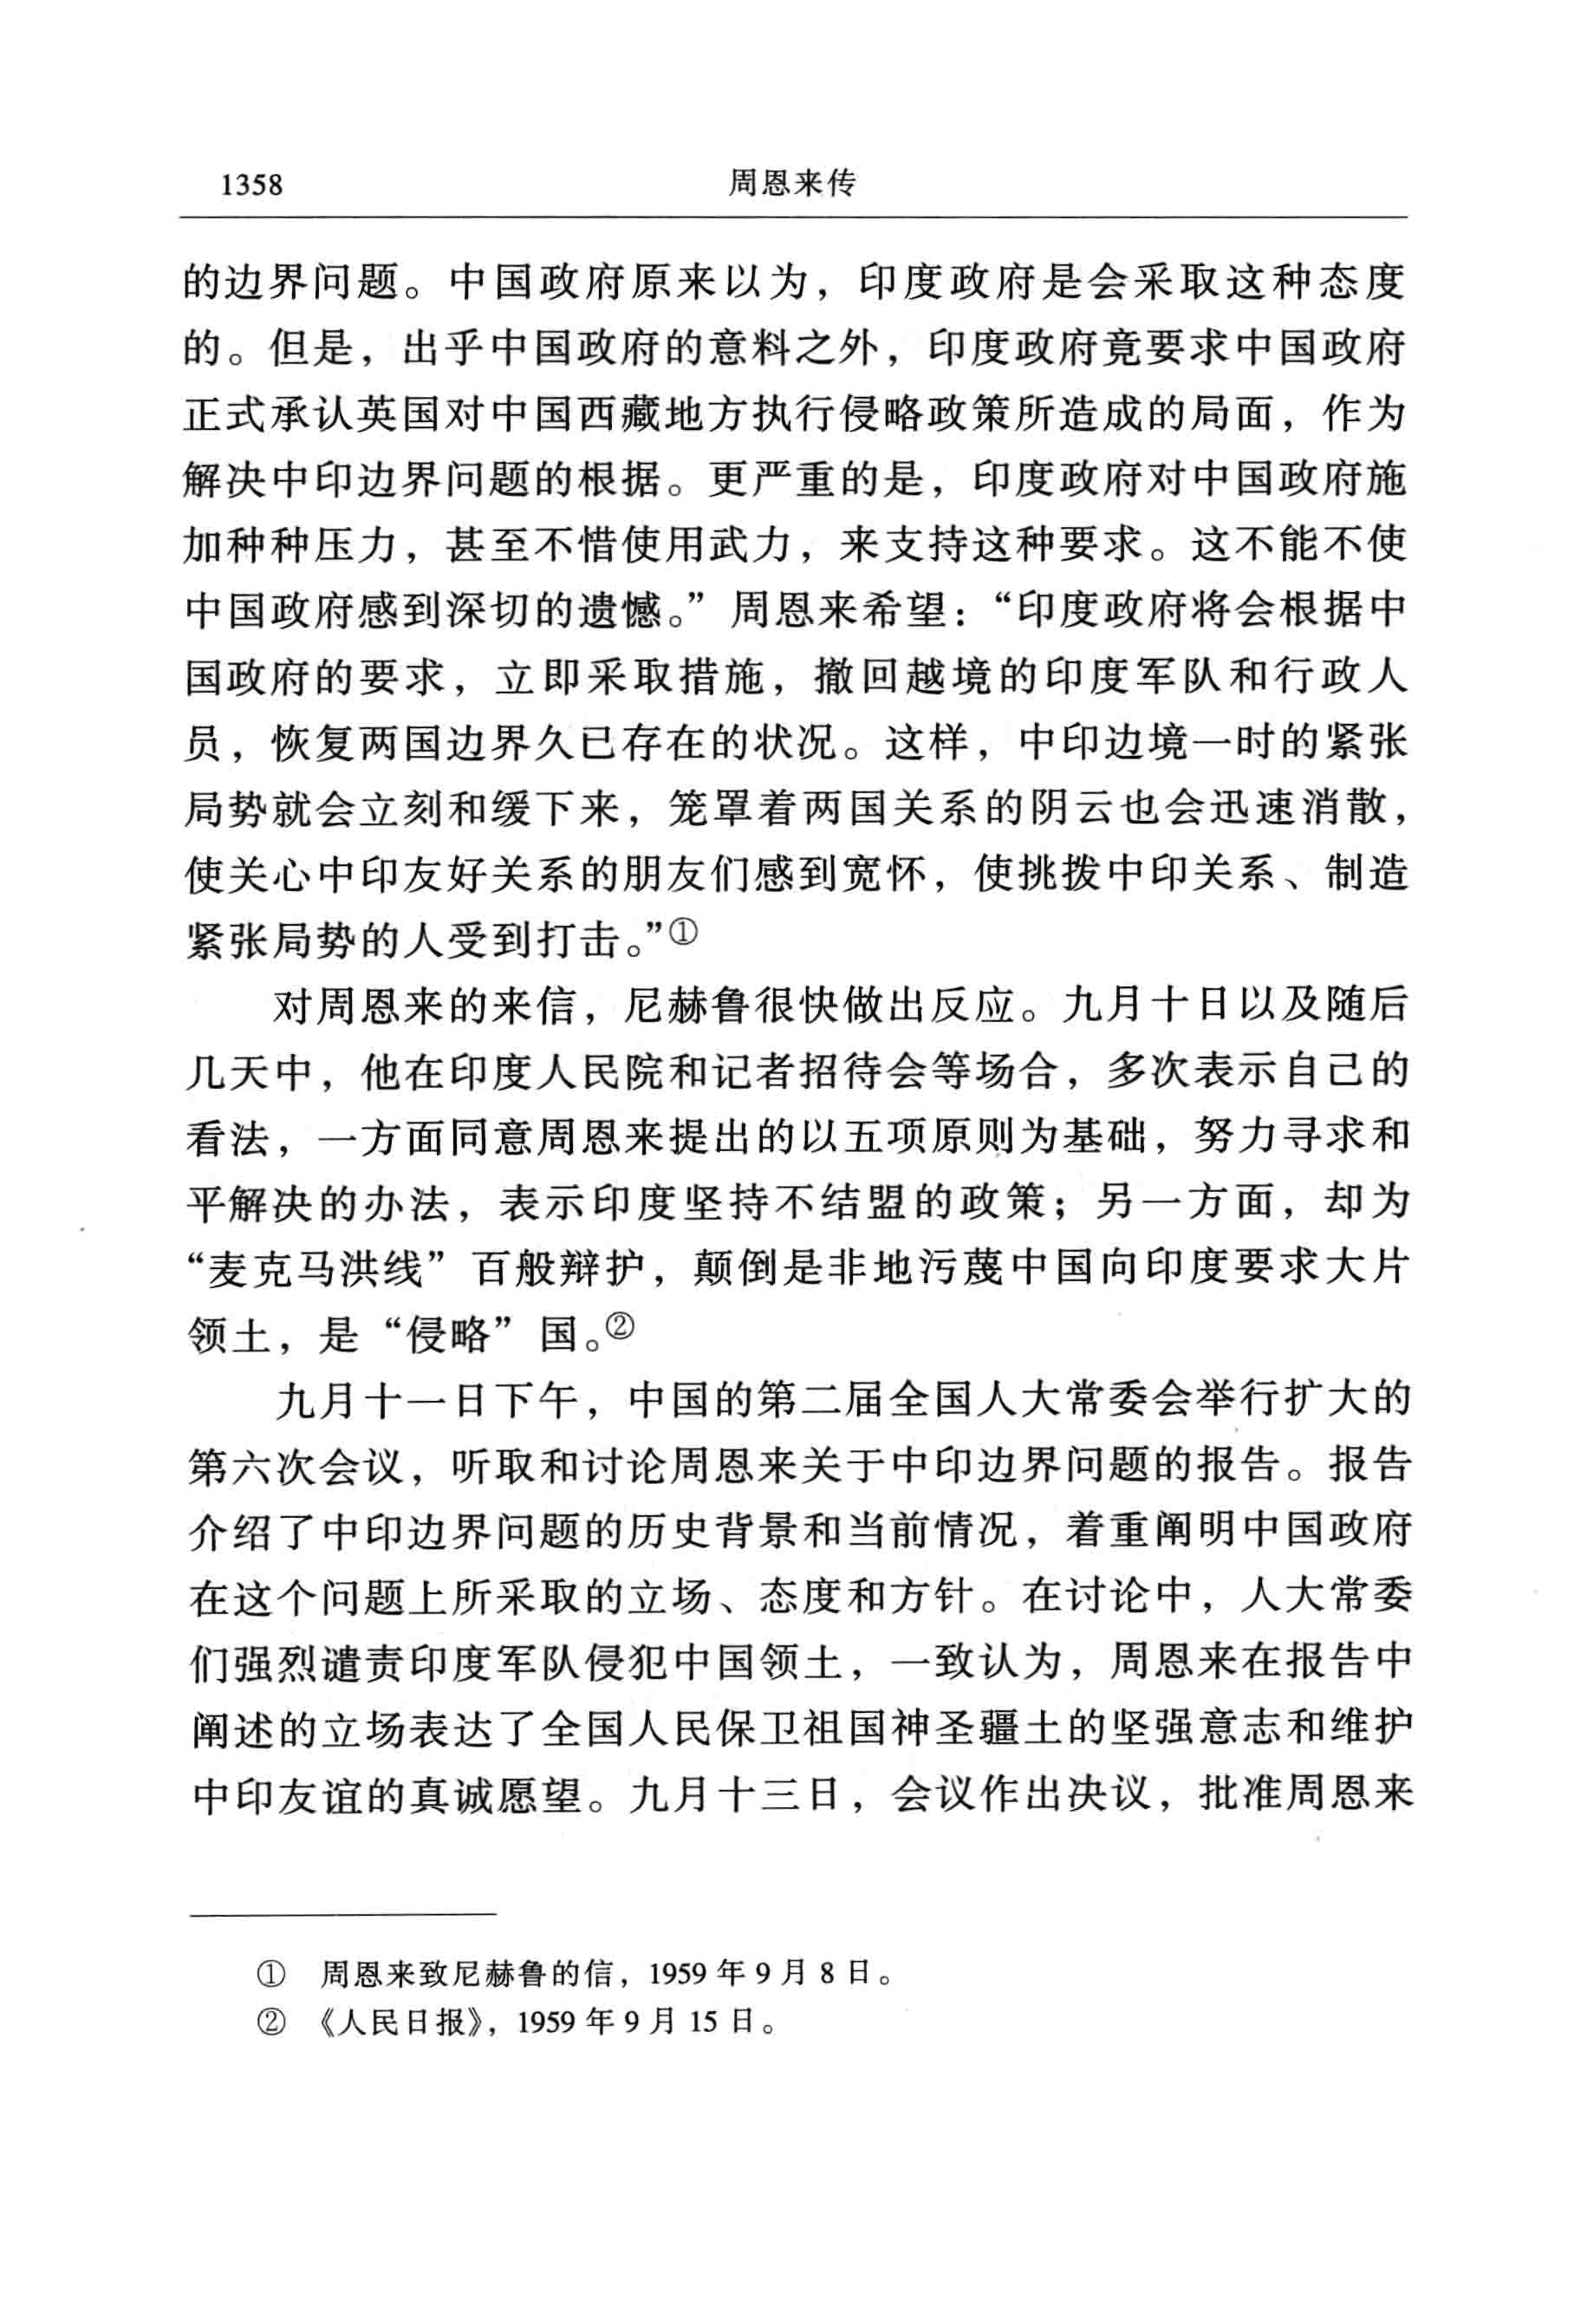 1358
周恩来传
的边界问题。中国政府原来以为，印度政府是会采取这种态度
的。但是，出乎中国政府的意料之外，印度政府竟要求中国政府
正式承认英国对中国西藏地方执行侵略政策所造成的局面，作为
解决中印边界问题的根据。更严重的是，印度政府对中国政府施
加种种压力，甚至不惜使用武力，来支持这种要求。这不能不使
中国政府感到深切的遗憾。”周恩来希望：“印度政府将会根据中
国政府的要求，立即采取措施，撤回越境的印度军队和行政人
员，恢复两国边界久已存在的状况。这样，中印边境一时的紧张
局势就会立刻和缓下来，笼罩着两国关系的阴云也会迅速消散，
使关心中印友好关系的朋友们感到宽怀，使挑拨中印关系、制造
紧张局势的人受到打击。”①
对周恩来的来信，尼赫鲁很快做出反应。九月十日以及随后
几天中，他在印度人民院和记者招待会等场合，多次表示自己的
看法，一方面同意周恩来提出的以五项原则为基础，努力寻求和
平解决的办法，表示印度坚持不结盟的政策；另一方面，却为
“麦克马洪线”百般辩护，颠倒是非地污蔑中国向印度要求大片
领土，是“侵略”国。②
九月十一日下午，中国的第二届全国人大常委会举行扩大的
第六次会议，听取和讨论周恩来关于中印边界问题的报告。报告
介绍了中印边界问题的历史背景和当前情况，着重阐明中国政府
在这个问题上所采取的立场、态度和方针。在讨论中，人大常委
们强烈谴责印度军队侵犯中国领土，一致认为，周恩来在报告中
阐述的立场表达了全国人民保卫祖国神圣疆土的坚强意志和维护
中印友谊的真诚愿望。九月十三日，会议作出决议，批准周恩来
① 周恩来致尼赫鲁的信，1959年9月8日。
② 《人民日报》，1959年9月15日。